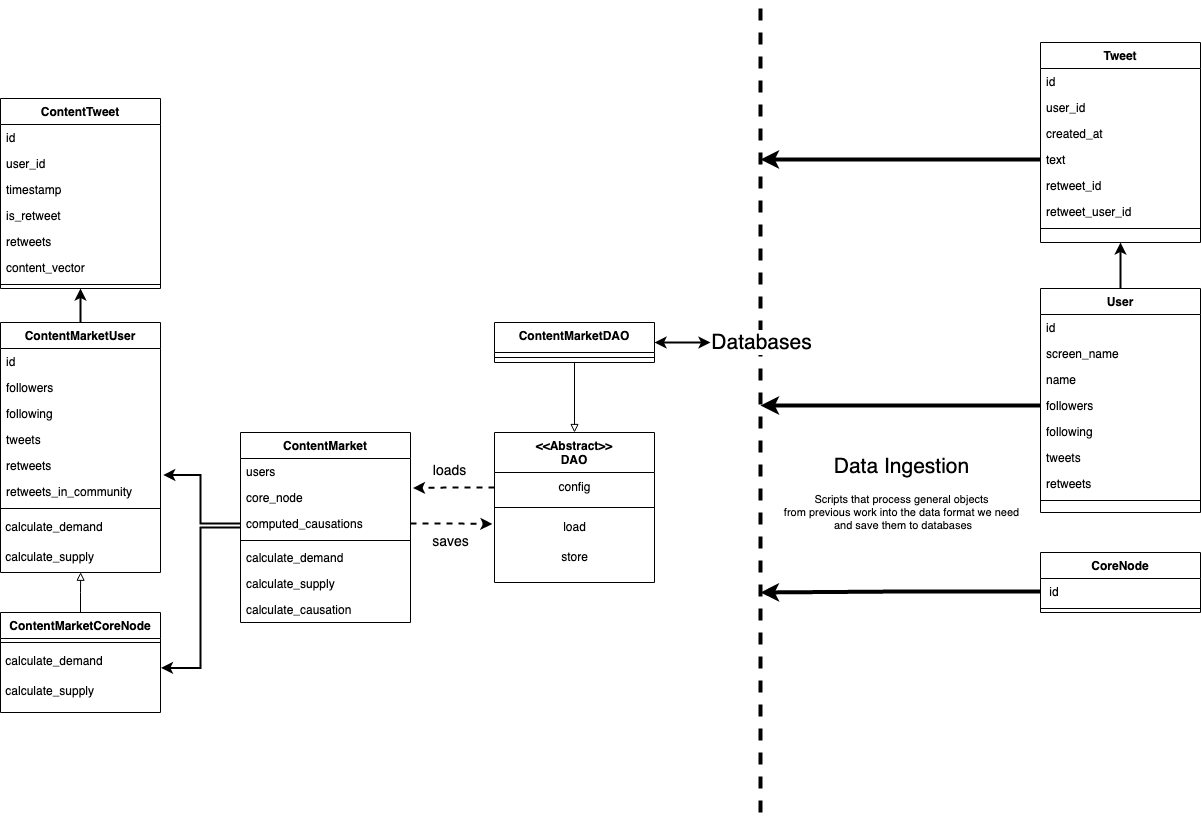 ContentTweet
id
user_id
timestamp
is_retweet
retweets
content_vector
ContentMarketUser
id
followers
following
tweets
retweets
retweets_in_community
calculate_demand
calculate_supply
ContentMarketCoreNode
calculate_demand
calculate_supply
ContentMarket
users
core_node
computed_causations
calculate_demand
calculate_supply
calculate_causation
loads
saves
ContentMarketDAO
<<Abstract>>
DAO
config
load
store
Databases
Data Ingestion
Scripts that process general objects
from previous work into the data format we need
and save them to databases
Tweet
id
user_id
created_at
text
retweet_id
retweet_user_id
User
id
screen_name
name
followers
following
tweets
retweets
CoreNode
id